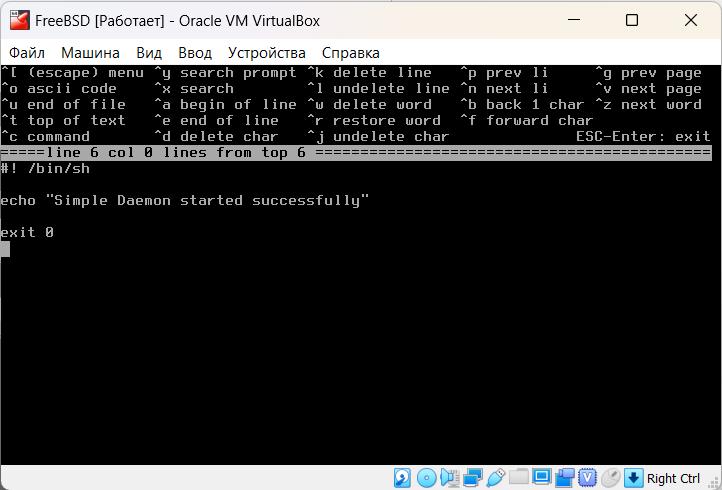 FreeBSD [Работает] - Oracle VM VirtualBox
Файл Машина Вид Ввод Устройства Справка
^[ (escape) menu ^y search prompt ^k delete line ^p prev li ^g prev page
^o ascii code ^x search ^l undelete line ^n next li ^v next page
^u end of file ^a begin of line ^w delete word ^b back 1 char ^z next word
^t top of text ^e end of line ^r restore word ^f forward char
^c command ^d delete char ^j undelete char ESC-Enter: exit
=====line 6 col 0 lines from top 6 ============================================
#! /bin/sh
echo "Simple Daemon started successfully"
exit 0
Right Ctrl